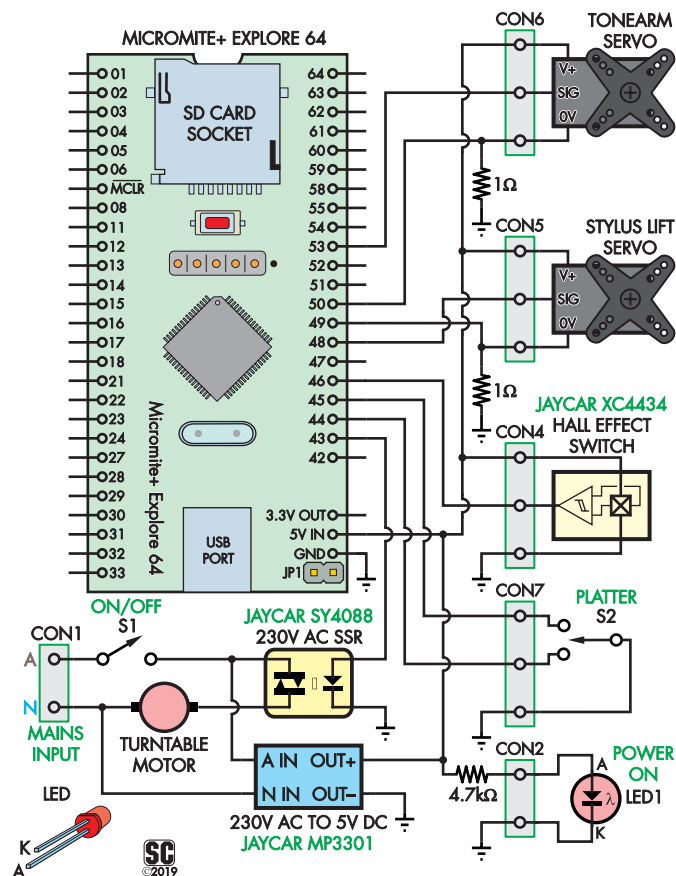 MICROMITE+ EXPLORE 64
SD CARD
SOCKET
01
02
03
04
05
06
MCLR
08
11
12
13
14
15
16
17
18
21
22
23
24
27
28
29
30
31
32
33
64
63
62
61
60
59
58
55
54
53
52
51
50
49
48
47
46
45
44
43
42
3.3V OUT
5V IN
GND
JP1
Micromite+ Explore 64
USB
PORT
CON6
TONEARM
SERVO
V+
SIG
0V
1Ω
CON5
STYLUS LIFT
SERVO
V+
SIG
0V
1Ω
JAYCAR XC4434
HALL EFFECT
SWITCH
CON4
CON7
PLATTER
S2
CON2
POWER
ON
LED1
A
λ
K
4.7kΩ
ON/OFF
S1
CON1
A
N
MAINS
INPUT
TURNTABLE
MOTOR
JAYCAR SY4088
230V AC SSR
A IN OUT+
N IN OUT–
230V AC TO 5V DC
JAYCAR MP3301
LED
K
A
SC
©2019